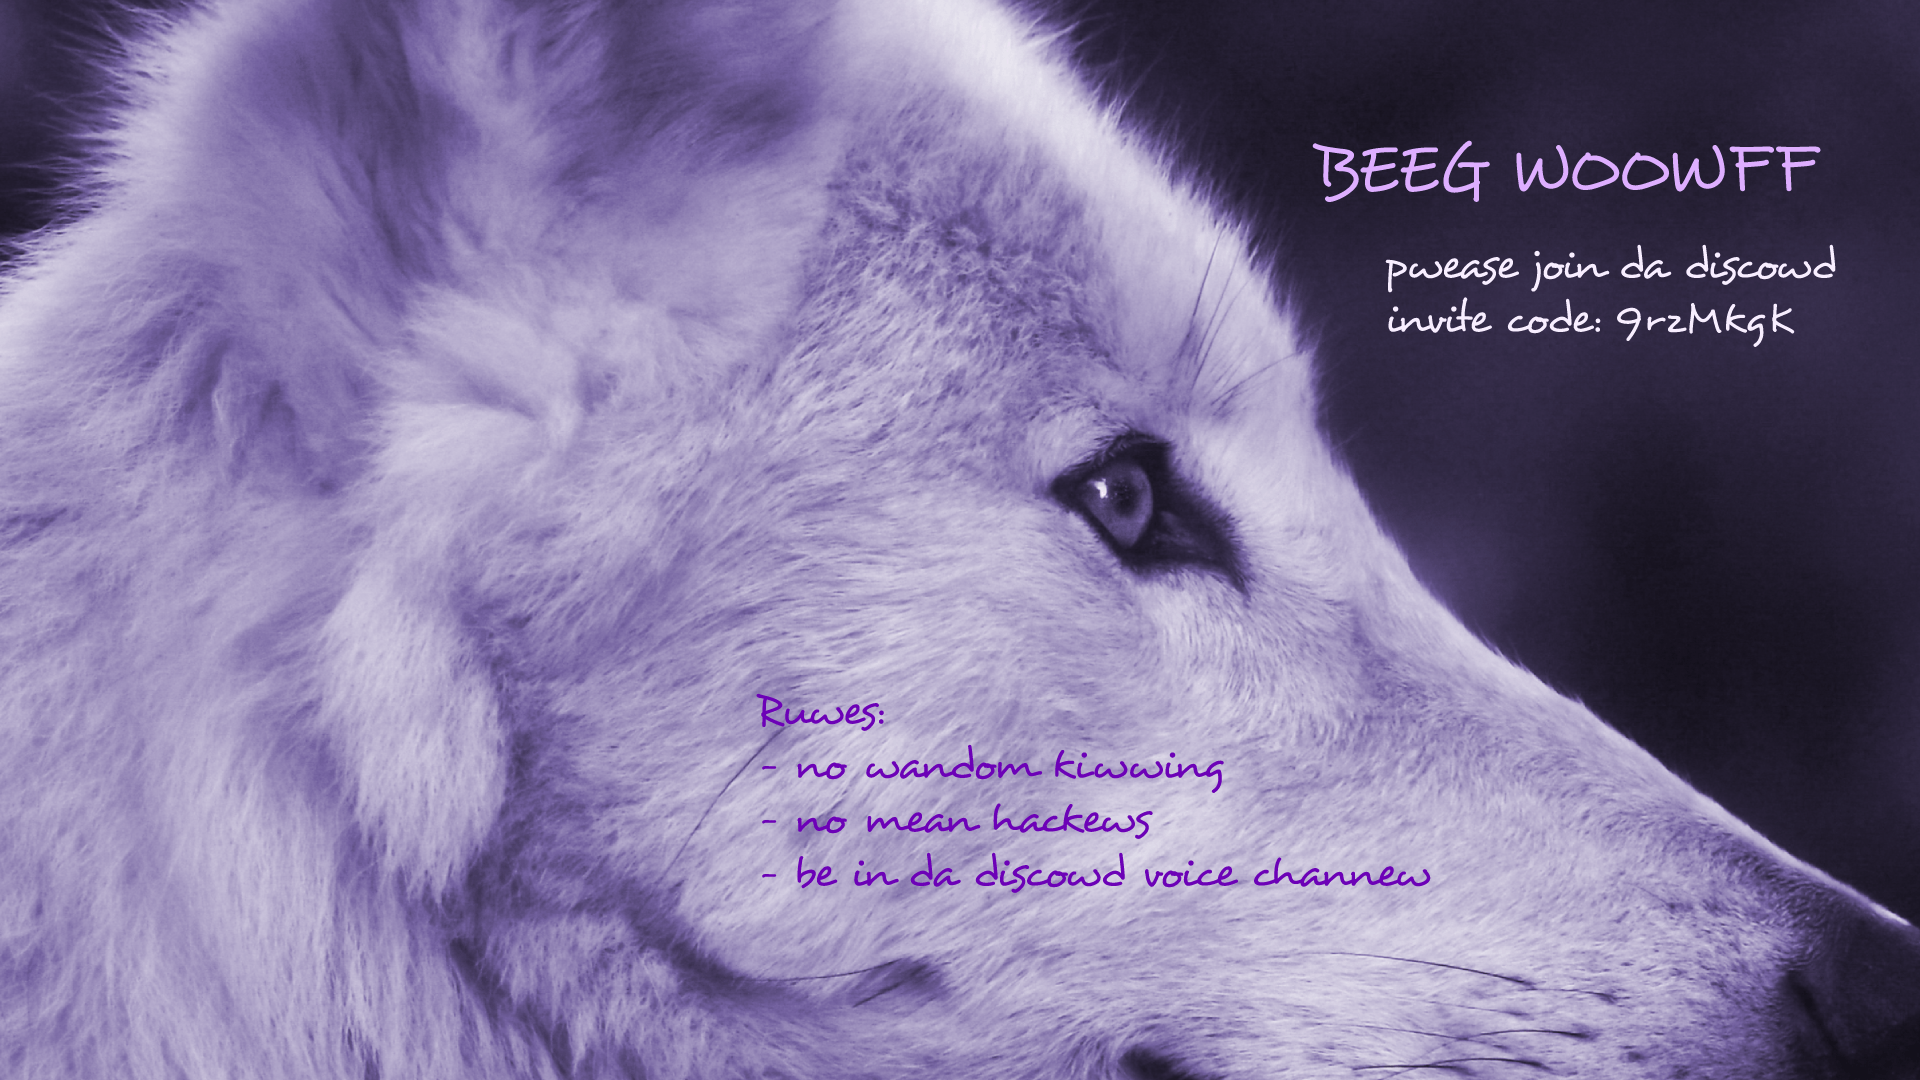 BEEG WOOWFF
pwease join da discowd
invite code: 9rzMkgK
Ruwes:
- no wandom kiwwing
- no mean hackews
- be in da discowd voice channew